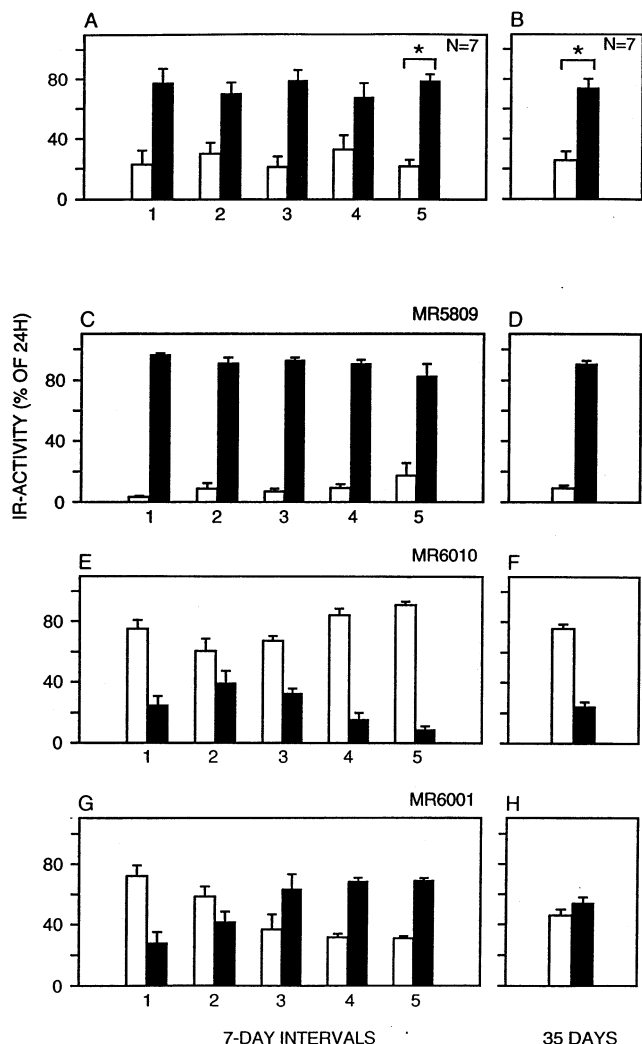 A
N=7
*
B
*
80
40
0
1 2 3 4 5
IR-ACTIVITY (% OF 24H)
C
MR5809
D
80
40
0
1 2 3 4 5
E
MR6010
F
80
40
0
1 2 3 4 5
G
MR6001
H
80
40
0
1 2 3 4 5
7-DAY INTERVALS
35 DAYS